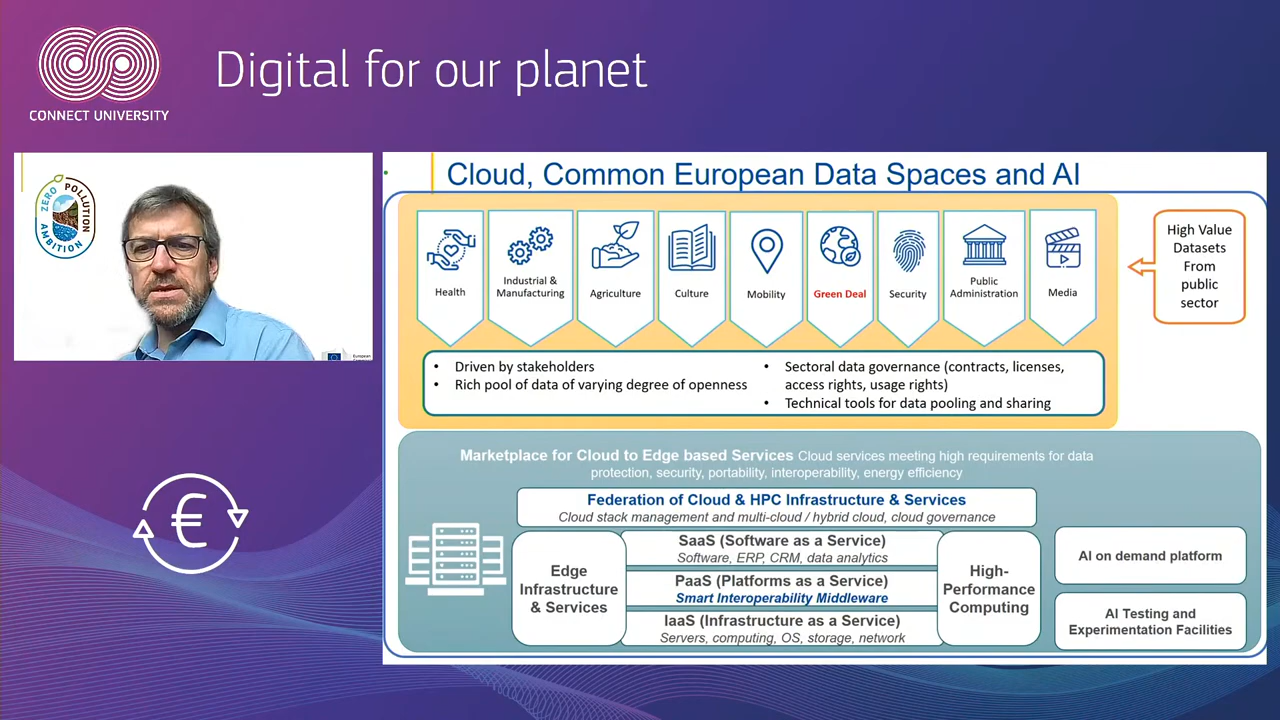 Digital for our planet
CONNECT UNIVERSITY
ZERO POLLUTION AMBITION
European
Cloud, Common European Data Spaces and AI
Health
Industrial &
Manufacturing
Agriculture
Culture
Mobility
Green Deal
Security
Public
Administration
Media
High Value
Datasets
From
public
sector
• Driven by stakeholders
• Rich pool of data of varying degree of openness
• Sectoral data governance (contracts, licenses,
access rights, usage rights)
• Technical tools for data pooling and sharing
Marketplace for Cloud to Edge based Services Cloud services meeting high requirements for data
protection, security, portability, interoperability, energy efficiency
Federation of Cloud & HPC Infrastructure & Services
Cloud stack management and multi-cloud / hybrid cloud, cloud governance
Edge
Infrastructure
& Services
SaaS (Software as a Service)
Software, ERP, CRM, data analytics
PaaS (Platforms as a Service)
Smart Interoperability Middleware
IaaS (Infrastructure as a Service)
Servers, computing, OS, storage, network
High-
Performance
Computing
AI on demand platform
AI Testing and
Experimentation Facilities
€